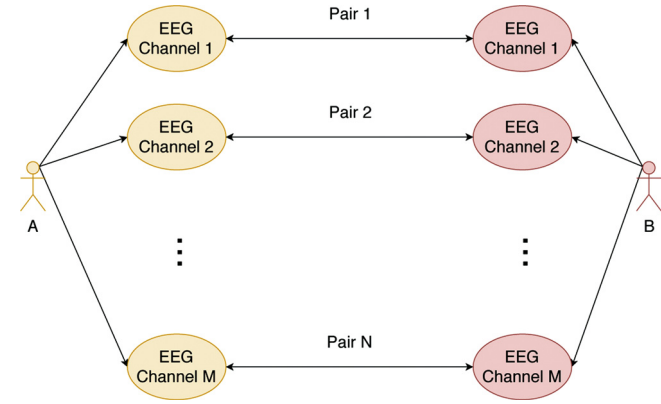 Pair 1
EEG
Channel 1
EEG
Channel 1
Pair 2
EEG
Channel 2
EEG
Channel 2
A
B
Pair N
EEG
Channel M
EEG
Channel M